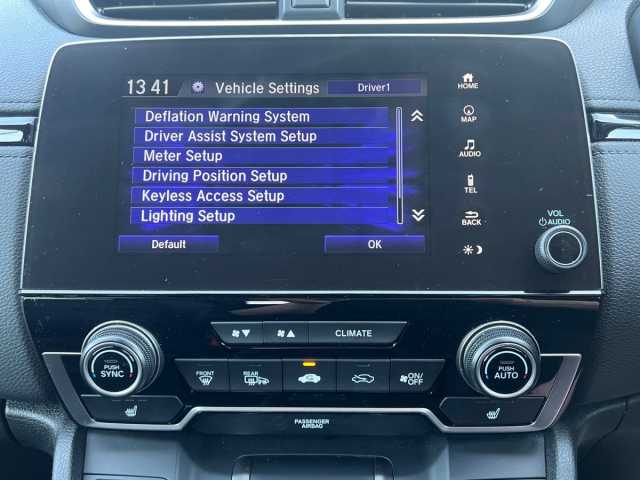 13 41 Vehicle Settings Driver1
Deflation Warning System
Driver Assist System Setup
Meter Setup
Driving Position Setup
Keyless Access Setup
Lighting Setup
Default OK
HOME
MAP
AUDIO
TEL
BACK
VOL
AUDIO
CLIMATE
PUSH
SYNC
FRONT
REAR
ON/
OFF
PUSH
AUTO
PASSENGER
AIRBAG